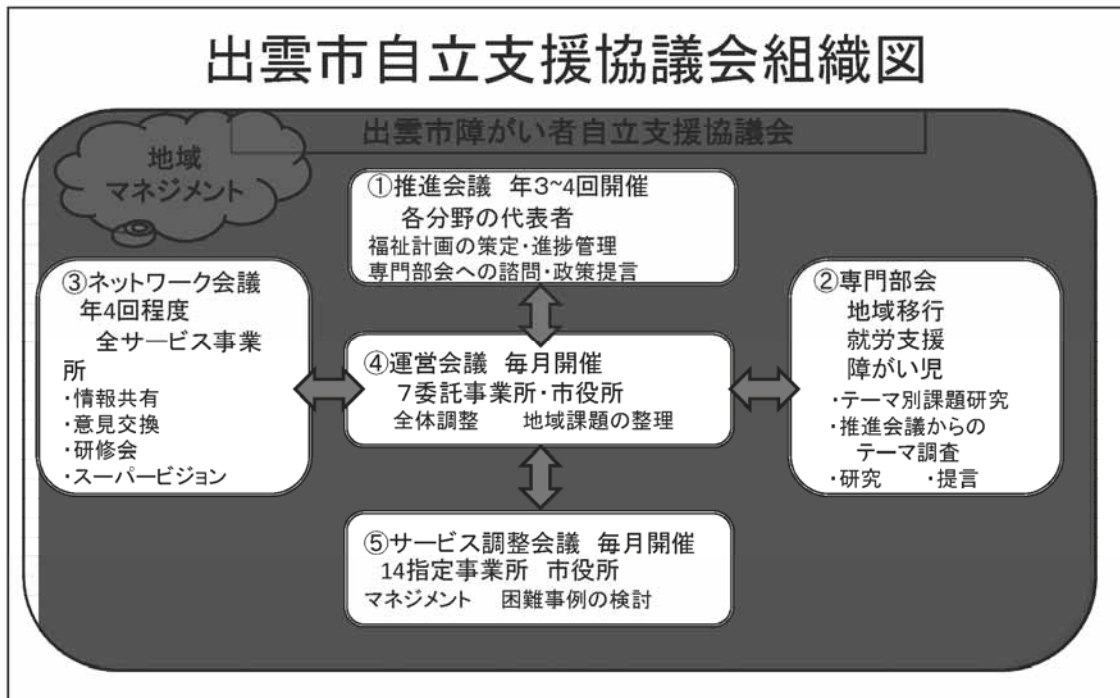 出雲市自立支援協議会組織図
出雲市障がい者自立支援協議会
地域
マネジメント
①推進会議 年3~4回開催
各分野の代表者
福祉計画の策定・進捗管理
専門部会への諮問・政策提言
③ネットワーク会議
年4回程度
全サービス事業
所
・情報共有
・意見交換
・研修会
・スーパービジョン
④運営会議 毎月開催
7委託事業所・市役所
全体調整 地域課題の整理
②専門部会
地域移行
就労支援
障がい児
・テーマ別課題研究
・推進会議からの
テーマ調査
・研究 ・提言
⑤サービス調整会議 毎月開催
14指定事業所 市役所
マネジメント 困難事例の検討